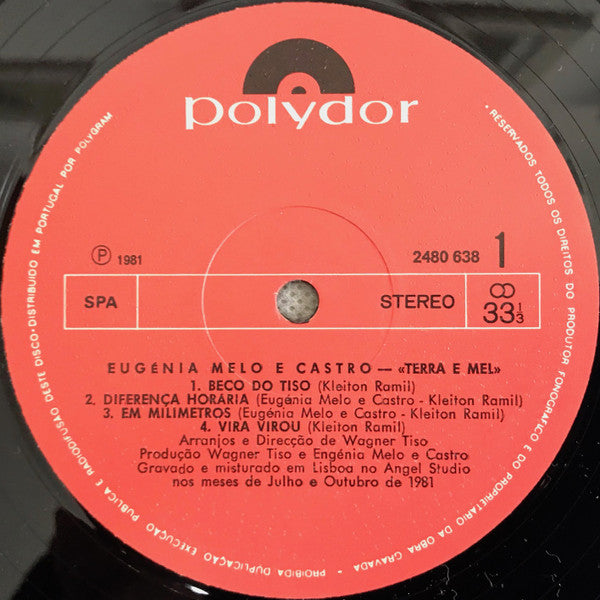 polydor
Ⓟ 1981
2480 638 1
SPA
STEREO
33 1/3
EUGÉNIA MELO E CASTRO — «TERRA E MEL»
1. BECO DO TISO (Kleiton Ramil)
2. DIFERENÇA HORÁRIA (Eugénia Melo e Castro - Kleiton Ramil)
3. EM MILIMETROS (Eugénia Melo e Castro - Kleiton Ramil)
4. VIRA VIROU (Kleiton Ramil)
Arranjos e Direcção de Wagner Tiso
Produção Wagner Tiso e Engénia Melo e Castro
Gravado e misturado em Lisboa no Angel Studio
nos meses de Julho e Outubro de 1981
· RESERVADOS TODOS OS DIREITOS DO PRODUTOR FONOGRÁFICO E DO PROPRIETÁRIO DA OBRA GRAVADA · PROIBIDA DUPLICAÇÃO EXECUÇÃO PÚBLICA E RADIODIFUSÃO DESTE DISCO · DISTRIBUIDO EM PORTUGAL POR POLYGRAM